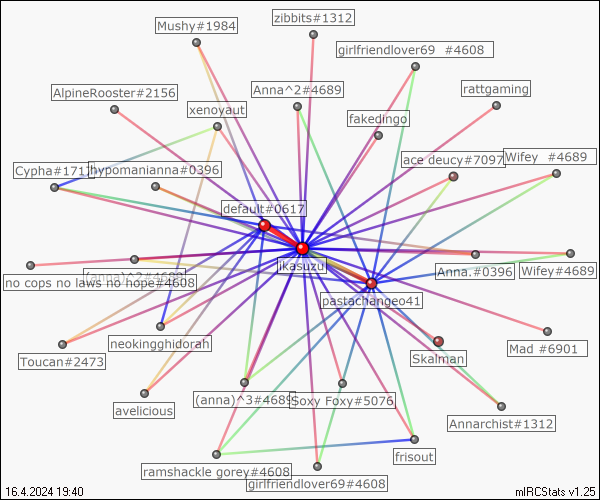 zibbits#1312
Mushy#1984
girlfriendlover69 #4608
AlpineRooster#2156
Anna^2#4689
rattgaming
xenoyaut
fakedingo
ace deucy#7097
Wifey #4689
Cypha#1717
hypomanianna#0396
default#0617
ikasuzu
(anna)^2#4689
Anna.#0396
Wifey#4689
no cops no laws no hope#4608
pastachange041
neokingghidorah
Mad #6901
Toucan#2473
Skalman
(anna)^3#4689
Soxy Foxy#5076
avelicious
Annarchist#1312
frisout
ramshackle gorey#4608
girlfriendlover69#4608
16.4.2024 19:40
mIRCStats v1.25